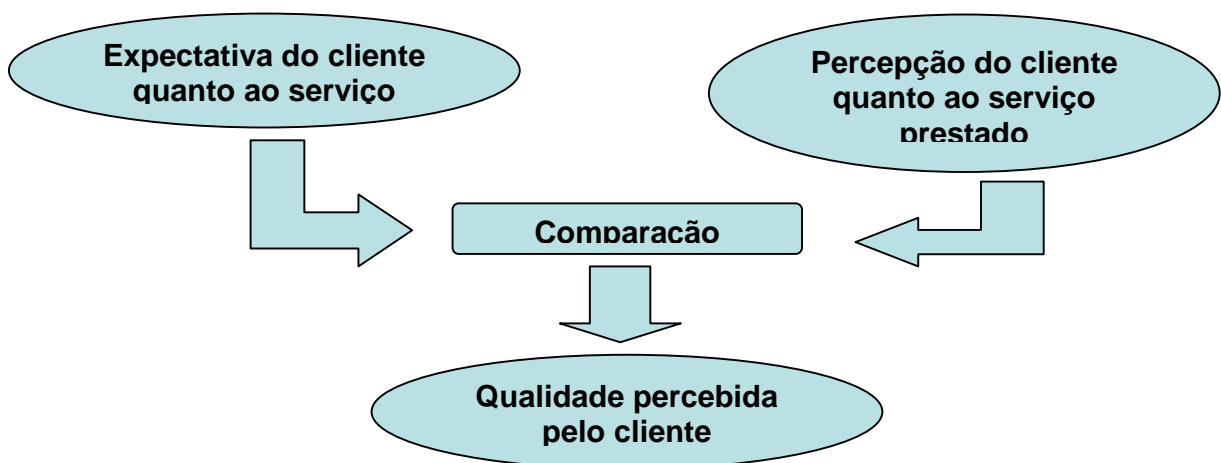 Expectativa do cliente
quanto ao serviço
Percepção do cliente
quanto ao serviço
prestado
Comparação
Qualidade percebida
pelo cliente